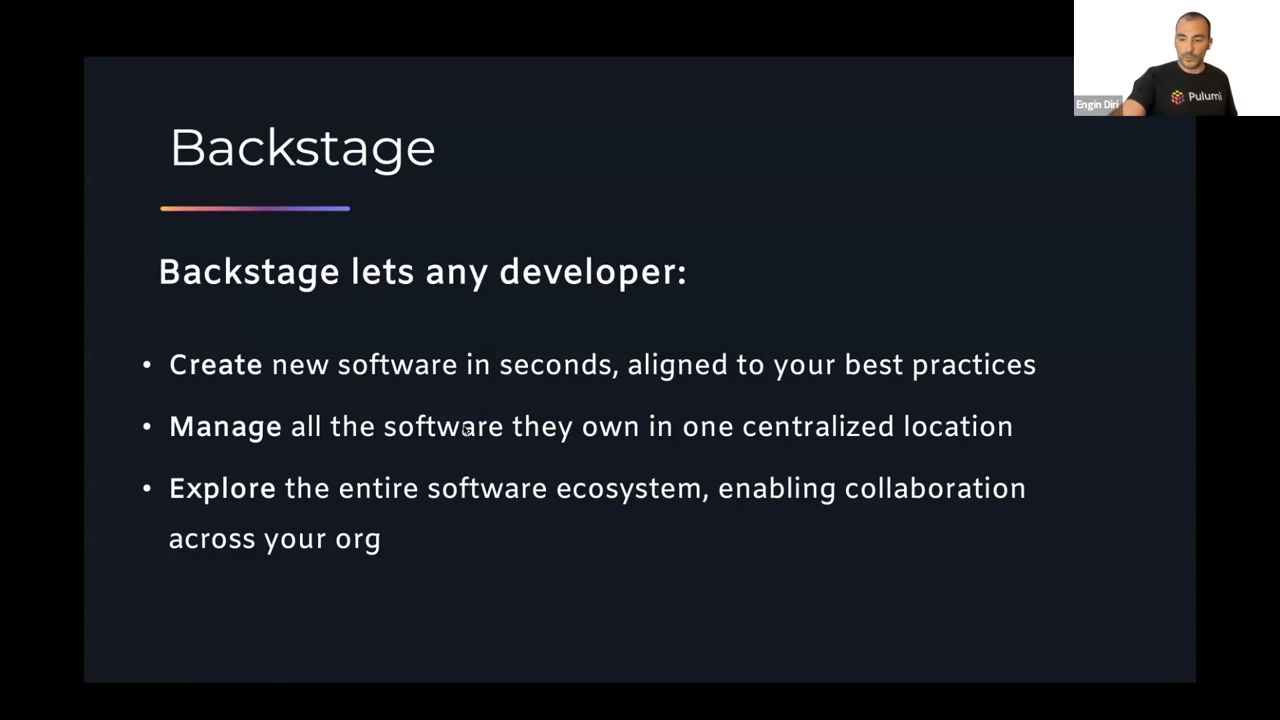 Backstage
Backstage lets any developer:
• Create new software in seconds, aligned to your best practices
• Manage all the software they own in one centralized location
• Explore the entire software ecosystem, enabling collaboration
across your org
Pulumi
Engin Diri